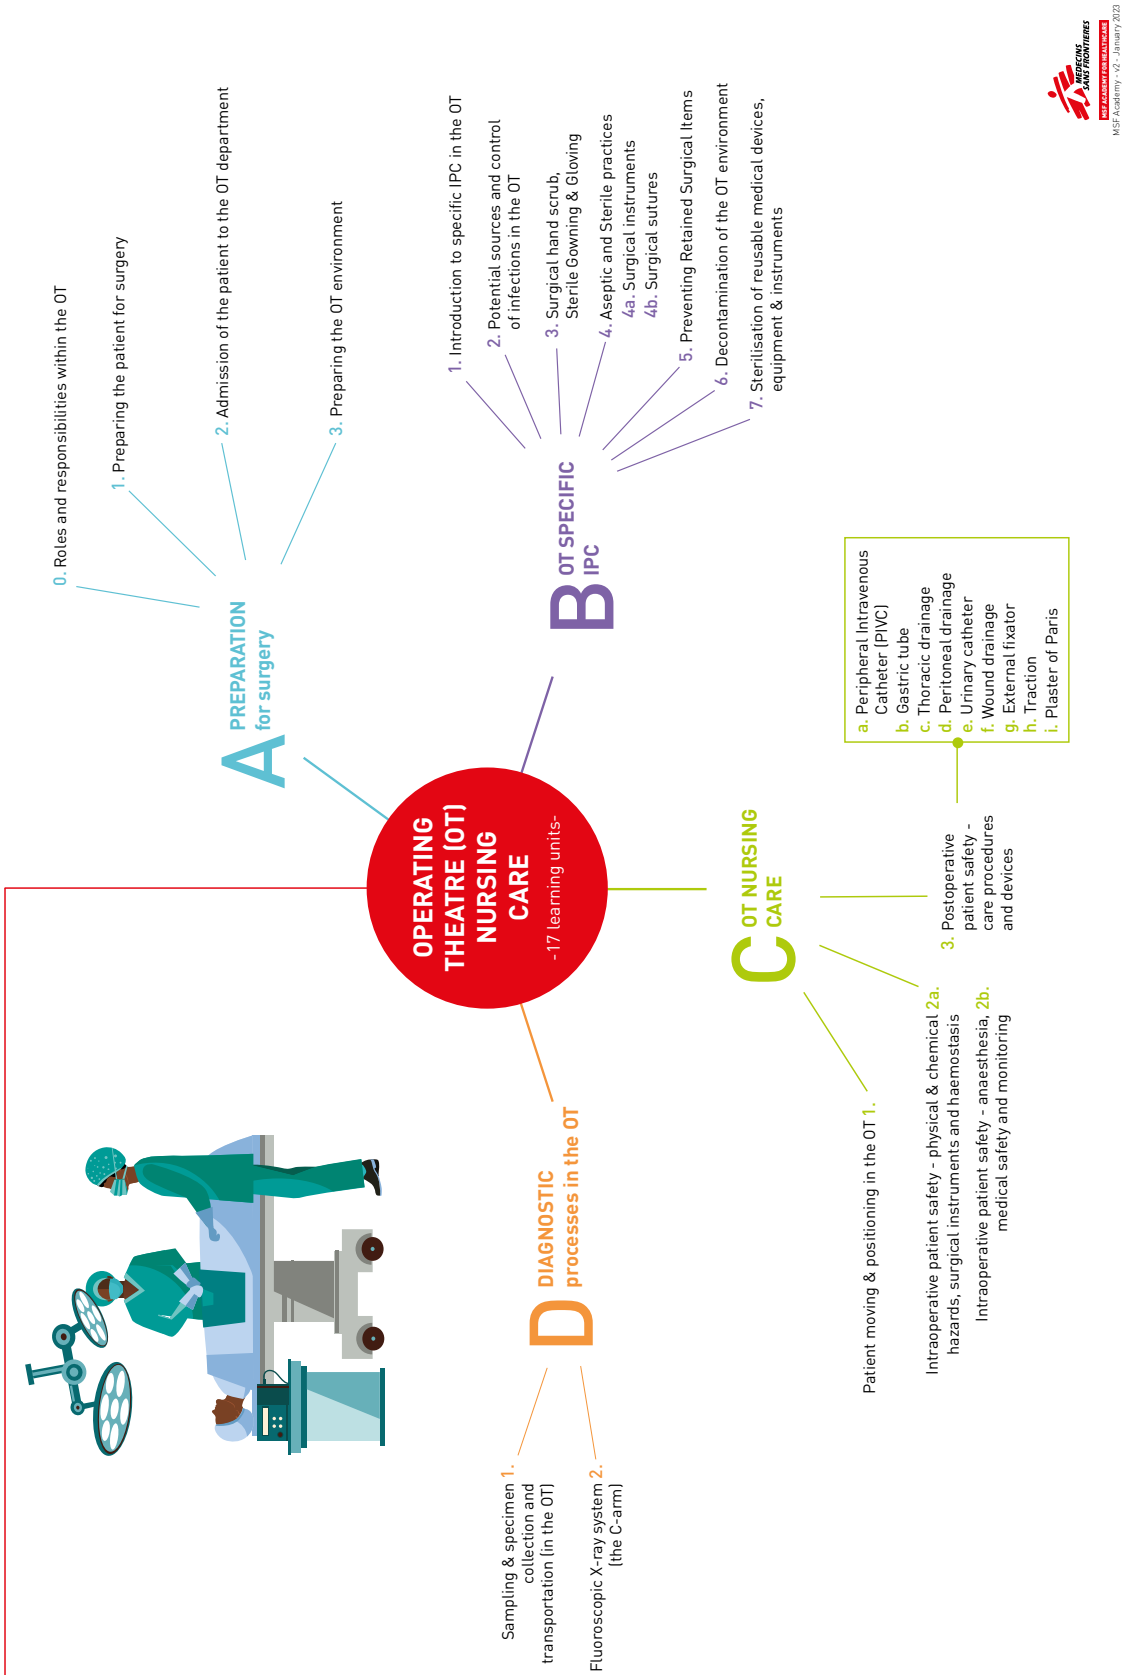 OPERATING
THEATRE (OT)
NURSING
CARE
-17 learning units-
A
PREPARATION
for surgery
0. Roles and responsibilities within the OT
1. Preparing the patient for surgery
2. Admission of the patient to the OT department
3. Preparing the OT environment
B
OT SPECIFIC
IPC
1. Introduction to specific IPC in the OT
2. Potential sources and control
of infections in the OT
3. Surgical hand scrub,
Sterile Gowning & Gloving
4. Aseptic and Sterile practices
4a. Surgical instruments
4b. Surgical sutures
5. Preventing Retained Surgical Items
6. Decontamination of the OT environment
7. Sterilisation of reusable medical devices,
equipment & instruments
C
OT NURSING
CARE
Patient moving & positioning in the OT 1.
Intraoperative patient safety - physical & chemical 2a.
hazards, surgical instruments and haemostasis
Intraoperative patient safety - anaesthesia, 2b.
medical safety and monitoring
3. Postoperative
patient safety -
care procedures
and devices
a. Peripheral Intravenous
Catheter (PIVC)
b. Gastric tube
c. Thoracic drainage
d. Peritoneal drainage
e. Urinary catheter
f. Wound drainage
g. External fixator
h. Traction
i. Plaster of Paris
D
DIAGNOSTIC
processes in the OT
Sampling & specimen 1.
collection and
transportation (in the OT)
Fluoroscopic X-ray system 2.
(the C-arm)
MEDECINS
SANS FRONTIERES
MSF ACADEMY FOR HEALTHCARE
MSF Academy - v2 - January 2023